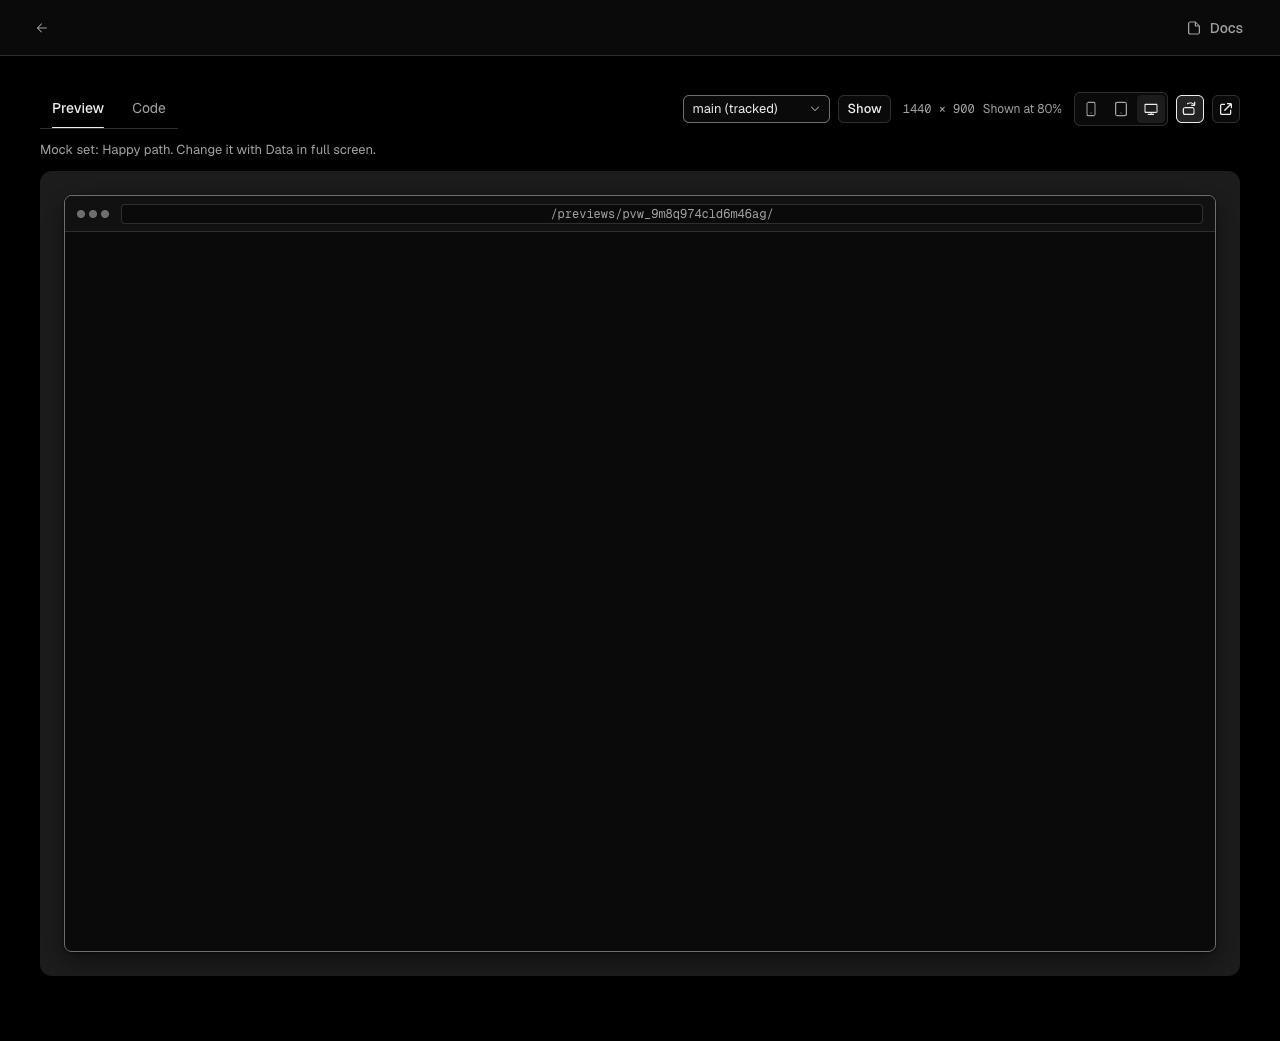 Docs
Preview
Code
main (tracked)
Show
1440 × 900
Shown at 80%
Mock set: Happy path. Change it with Data in full screen.
/previews/pvw_9m8q974cld6m46ag/